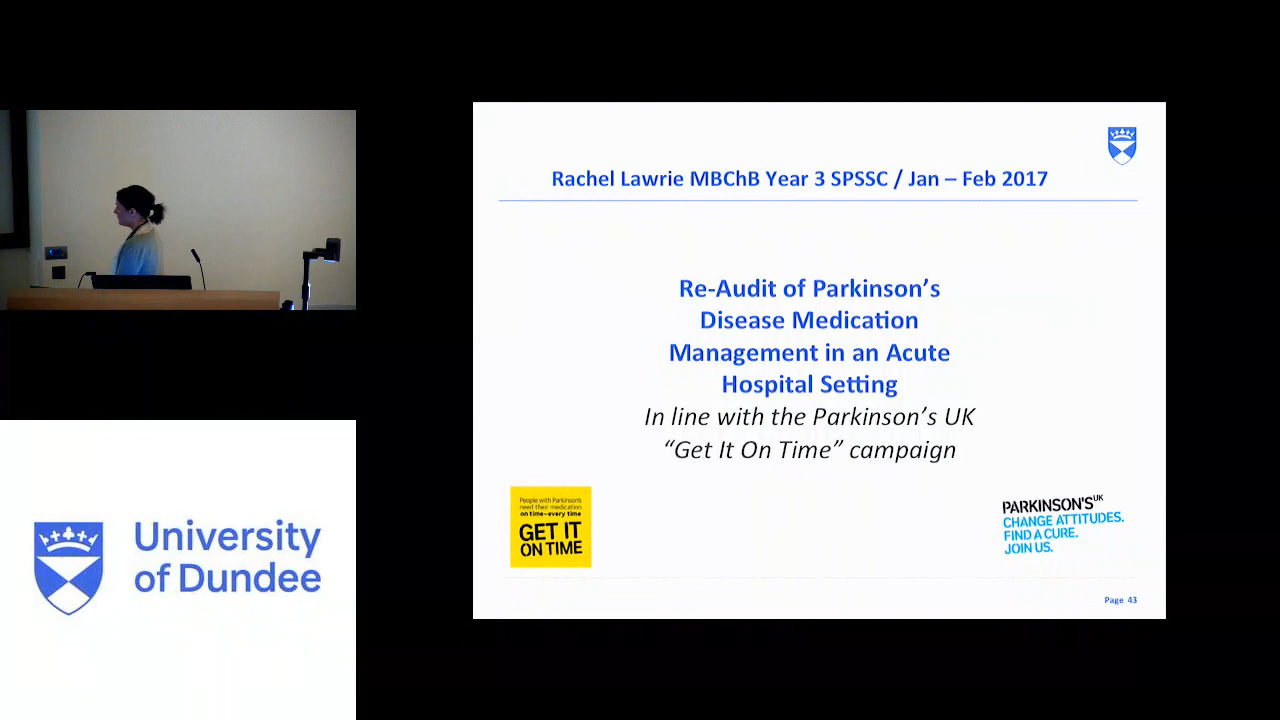 Rachel Lawrie MBChB Year 3 SPSSC / Jan – Feb 2017
Re-Audit of Parkinson’s
Disease Medication
Management in an Acute
Hospital Setting
In line with the Parkinson’s UK
“Get It On Time” campaign
People with Parkinson's
need their medication
on time—every time
GET IT
ON TIME
PARKINSON'S UK
CHANGE ATTITUDES.
FIND A CURE.
JOIN US.
Page 43
University
of Dundee